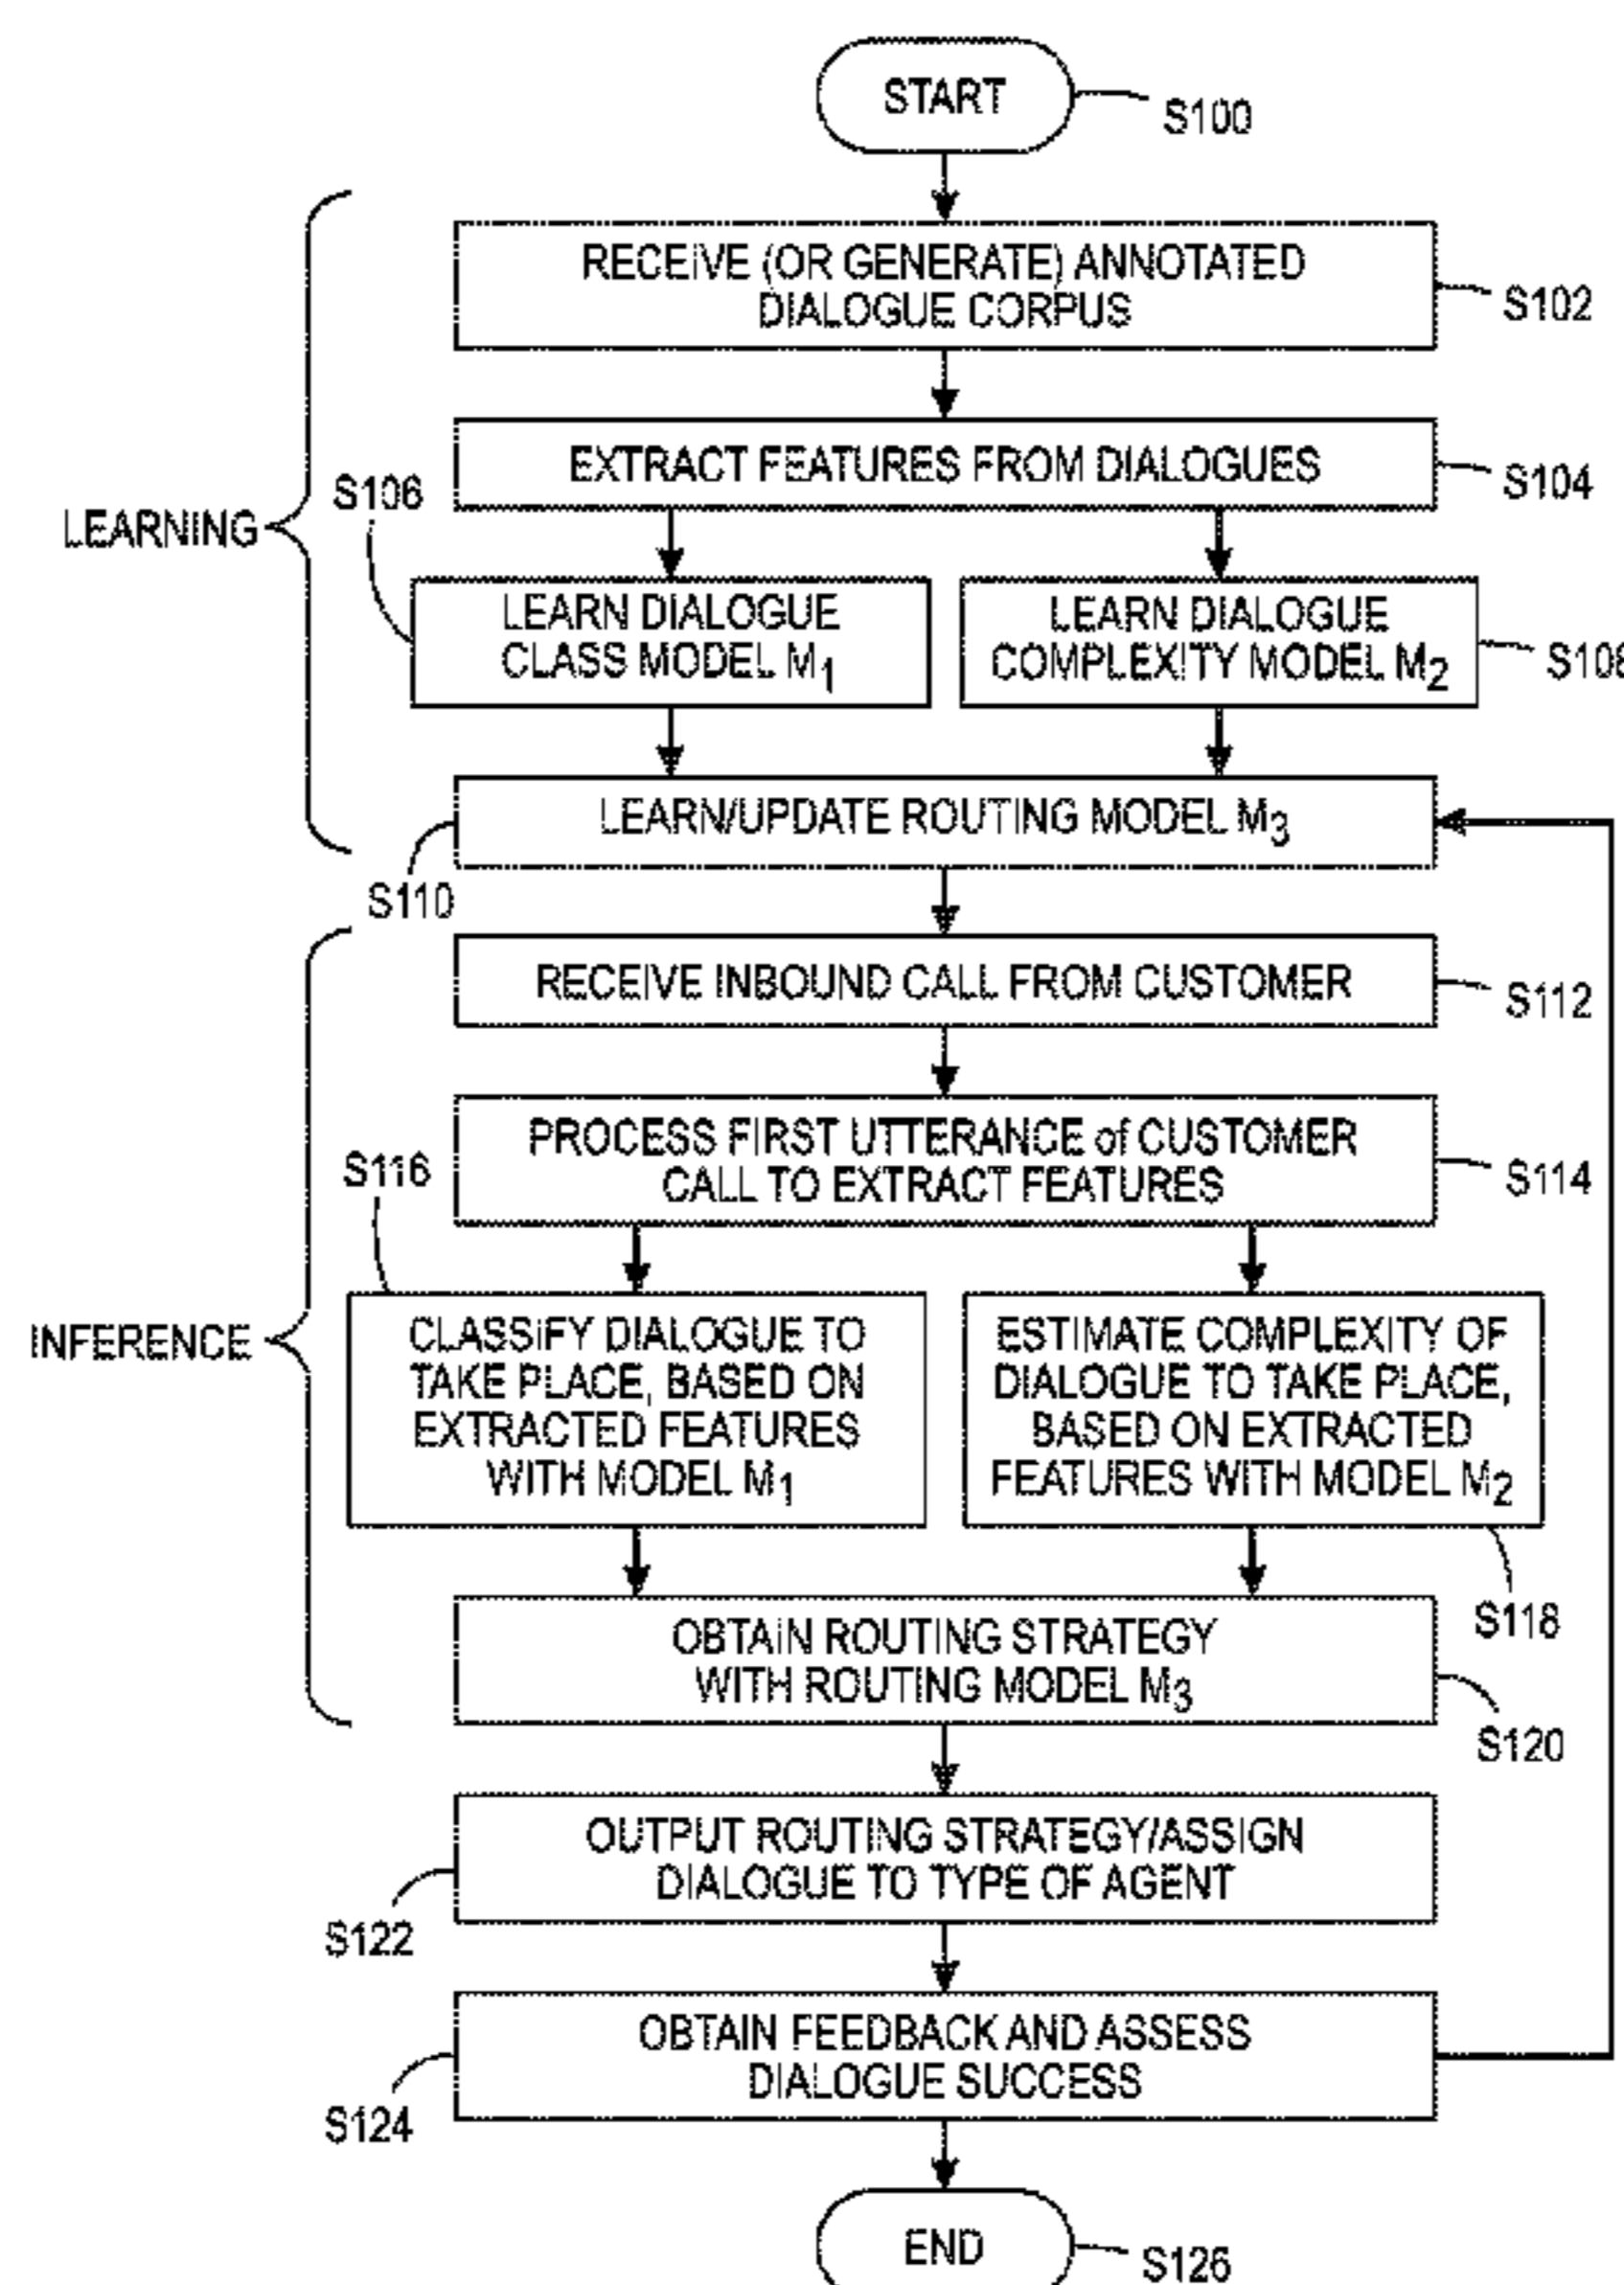 START
S100
RECEIVE (OR GENERATE) ANNOTATED
DIALOGUE CORPUS
S102
EXTRACT FEATURES FROM DIALOGUES
S104
LEARNING
S106
LEARN DIALOGUE
CLASS MODEL M1
LEARN DIALOGUE
COMPLEXITY MODEL M2
S108
LEARN/UPDATE ROUTING MODEL M3
S110
RECEIVE INBOUND CALL FROM CUSTOMER
S112
PROCESS FIRST UTTERANCE of CUSTOMER
CALL TO EXTRACT FEATURES
S114
INFERENCE
S116
CLASSIFY DIALOGUE TO
TAKE PLACE, BASED ON
EXTRACTED FEATURES
WITH MODEL M1
ESTIMATE COMPLEXITY OF
DIALOGUE TO TAKE PLACE,
BASED ON EXTRACTED
FEATURES WITH MODEL M2
S118
OBTAIN ROUTING STRATEGY
WITH ROUTING MODEL M3
S120
OUTPUT ROUTING STRATEGY/ASSIGN
DIALOGUE TO TYPE OF AGENT
S122
OBTAIN FEEDBACK AND ASSESS
DIALOGUE SUCCESS
S124
END
S126